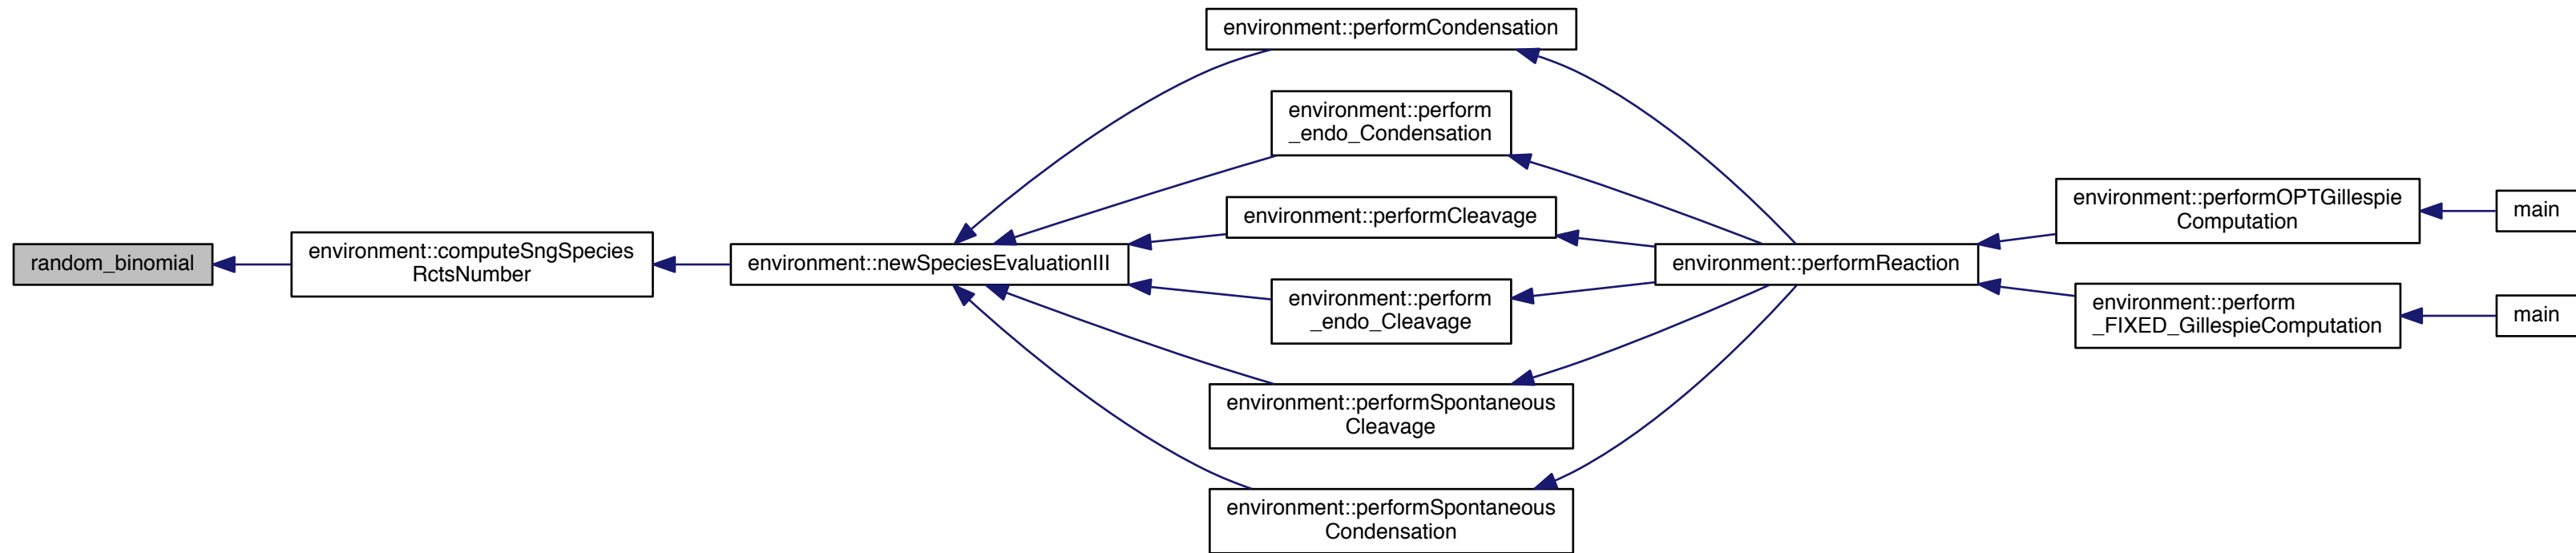 random_binomial
environment::computeSngSpecies
RctsNumber
environment::newSpeciesEvaluationIII
environment::performCondensation
environment::perform
_endo_Condensation
environment::performCleavage
environment::perform
_endo_Cleavage
environment::performSpontaneous
Cleavage
environment::performSpontaneous
Condensation
environment::performReaction
environment::performOPTGillespie
Computation
environment::perform
_FIXED_GillespieComputation
main
main